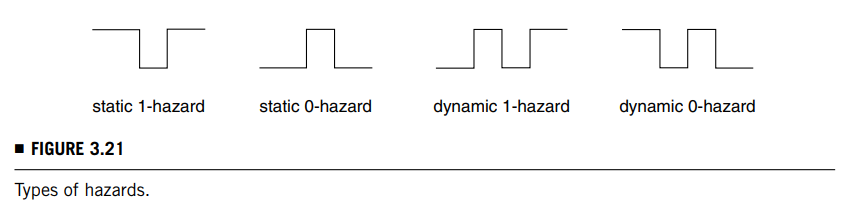 static 1-hazard static 0-hazard dynamic 1-hazard dynamic 0-hazard
■ FIGURE 3.21
Types of hazards.